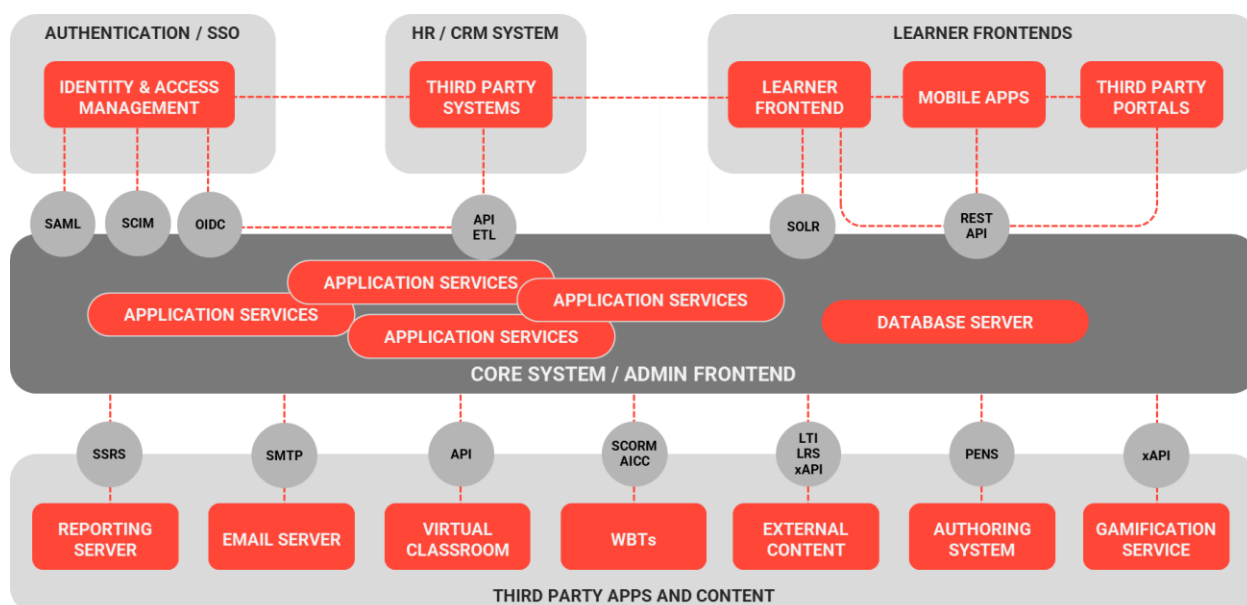 AUTHENTICATION / SSO
HR / CRM SYSTEM
LEARNER FRONTENDS
IDENTITY & ACCESS
MANAGEMENT
THIRD PARTY
SYSTEMS
LEARNER
FRONTEND
MOBILE APPS
THIRD PARTY
PORTALS
SAML
SCIM
OIDC
API
ETL
SOLR
REST
API
APPLICATION SERVICES
APPLICATION SERVICES
APPLICATION SERVICES
APPLICATION SERVICES
DATABASE SERVER
CORE SYSTEM / ADMIN FRONTEND
SSRS
SMTP
API
SCORM
AICC
LTI
LRS
xAPI
PENS
xAPI
REPORTING
SERVER
EMAIL SERVER
VIRTUAL
CLASSROOM
WBTs
EXTERNAL
CONTENT
AUTHORING
SYSTEM
GAMIFICATION
SERVICE
THIRD PARTY APPS AND CONTENT